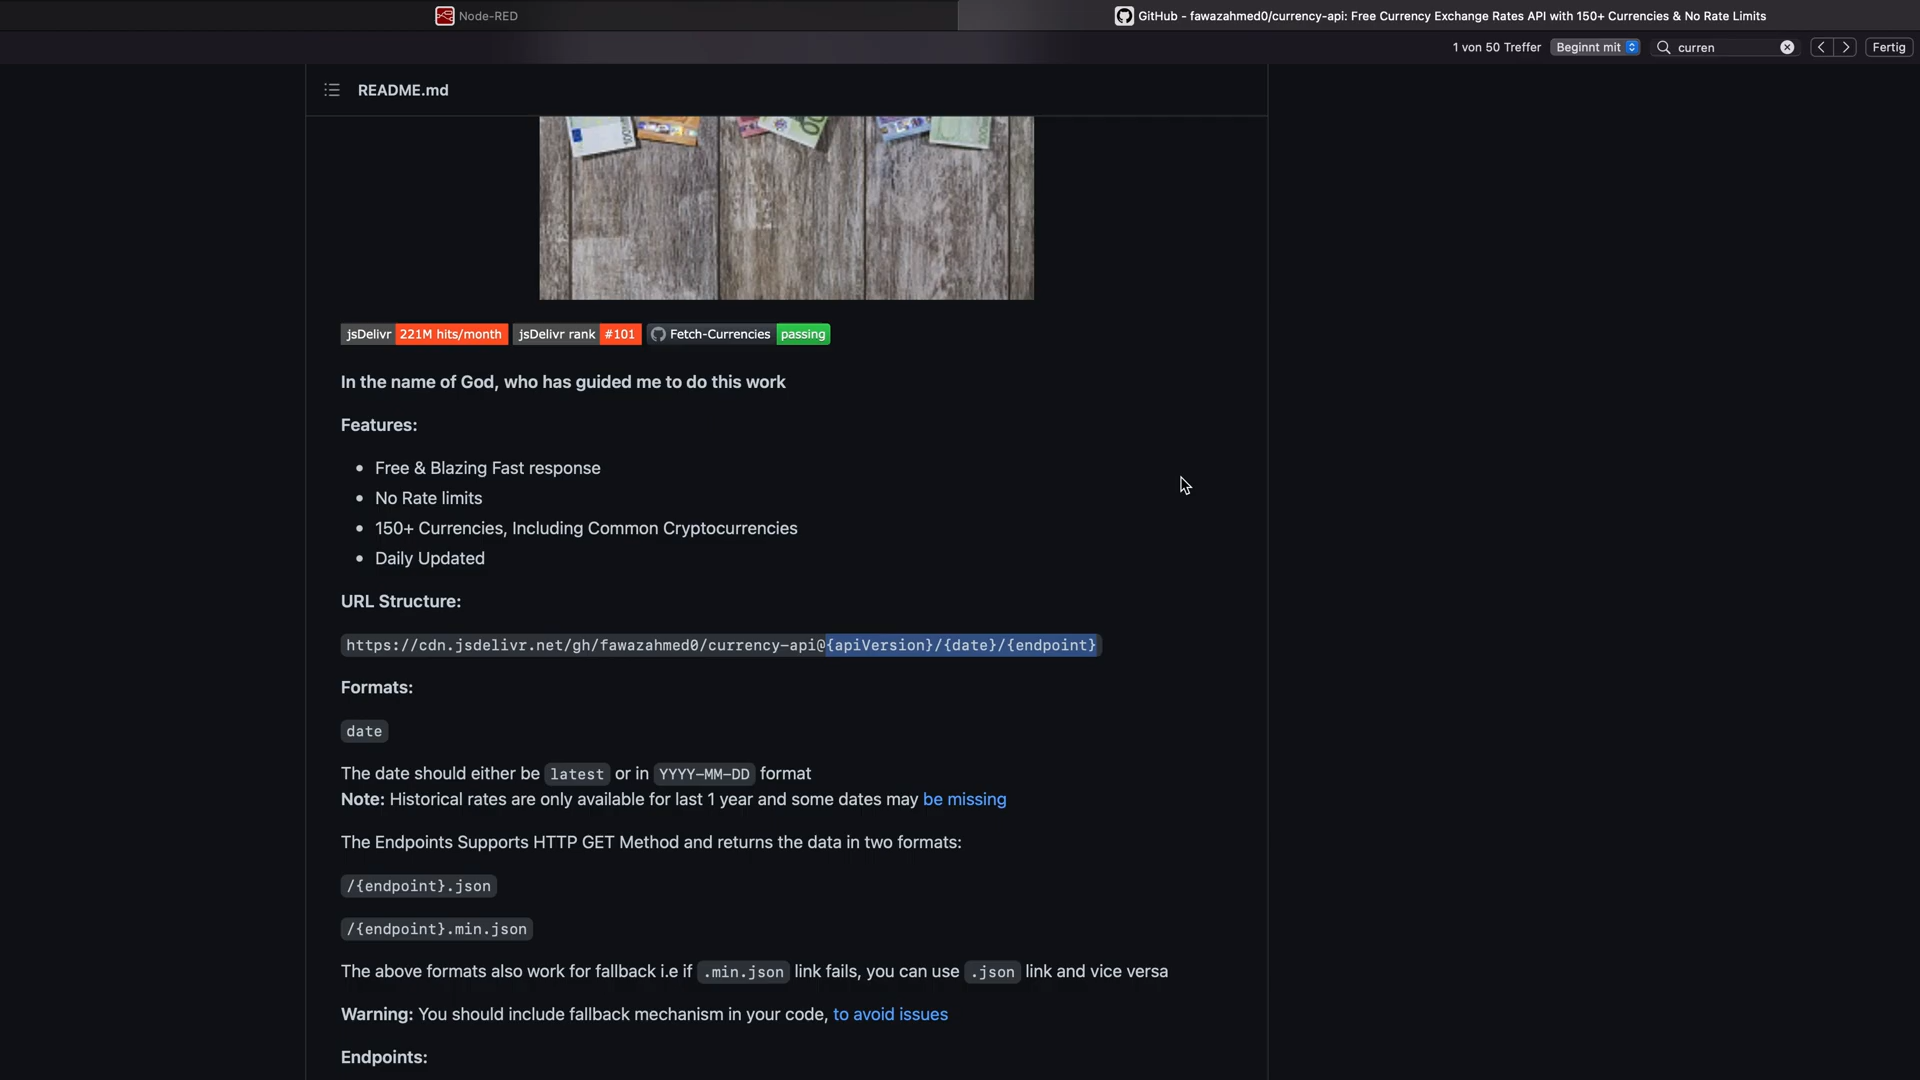 Node-RED
GitHub - fawazahmed0/currency-api: Free Currency Exchange Rates API with 150+ Currencies & No Rate Limits
1 von 50 Treffer Beginnt mit curren Fertig
README.md
jsDelivr 221M hits/month jsDelivr rank #101 Fetch-Currencies passing
In the name of God, who has guided me to do this work
Features:
• Free & Blazing Fast response
• No Rate limits
• 150+ Currencies, Including Common Cryptocurrencies
• Daily Updated
URL Structure:
https://cdn.jsdelivr.net/gh/fawazahmed0/currency-api@{apiVersion}/{date}/{endpoint}
Formats:
date
The date should either be latest or in YYYY-MM-DD format
Note: Historical rates are only available for last 1 year and some dates may be missing
The Endpoints Supports HTTP GET Method and returns the data in two formats:
/{endpoint}.json
/{endpoint}.min.json
The above formats also work for fallback i.e if .min.json link fails, you can use .json link and vice versa
Warning: You should include fallback mechanism in your code, to avoid issues
Endpoints: